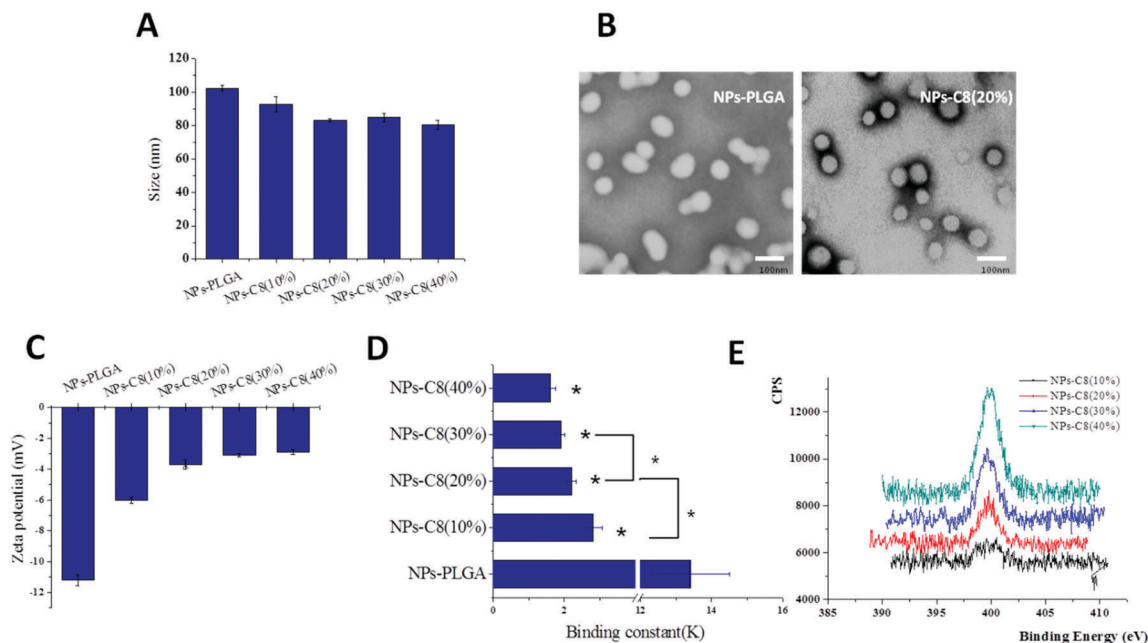 A
120
100
80
60
40
20
0
Size (nm)
NPs-PLGA
NPs-C8(10%)
NPs-C8(20%)
NPs-C8(30%)
NPs-C8(40%)
B
NPs-PLGA
100nm
NPs-C8(20%)
100nm
C
NPs-PLGA
NPs-C8(10%)
NPs-C8(20%)
NPs-C8(30%)
NPs-C8(40%)
0
-2
-4
-6
-8
-10
-12
Zeta potential (mV)
D
NPs-C8(40%) *
NPs-C8(30%) *
NPs-C8(20%) * *
NPs-C8(10%) * *
NPs-PLGA
0 2 12 14 16
Binding constant(K)
E
CPS
NPs-C8(10%)
NPs-C8(20%)
NPs-C8(30%)
NPs-C8(40%)
12000
10000
8000
6000
4000
385 390 395 400 405 410
Binding Energy (eV)